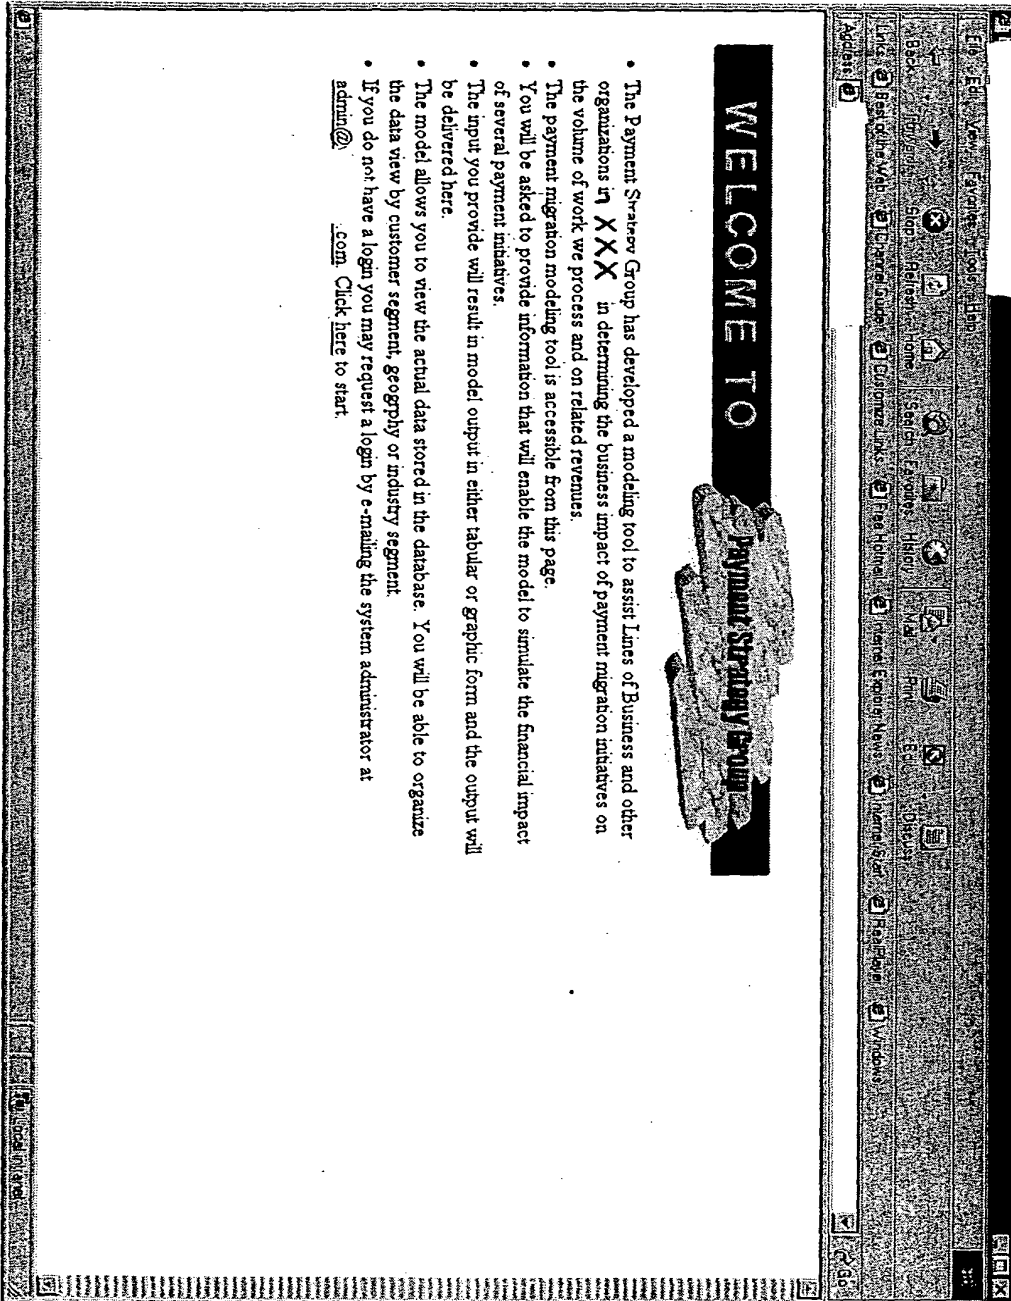 File Edit View Favorites Tools Help
Back Stop Refresh Home Search Favorites History Mail Print Edit Discuss
Links Best of the Web Channel Guide Customize Links Free Hotmail Internet Explorer News Internet Start RealPlayer Windows
Address Go
WELCOME TO Payment Strategy Group
• The Payment Strategy Group has developed a modeling tool to assist Lines of Business and other
organizations in XXX in determining the business impact of payment migration initiatives on
the volume of work we process and on related revenues.
• The payment migration modeling tool is accessible from this page.
• You will be asked to provide information that will enable the model to simulate the financial impact
of several payment initiatives.
• The input you provide will result in model output in either tabular or graphic form and the output will
be delivered here.
• The model allows you to view the actual data stored in the database. You will be able to organize
the data view by customer segment, geogrphy or industry segment.
• If you do not have a login you may request a login by e-mailing the system administrator at
admin@ .com. Click here to start.
Local intranet